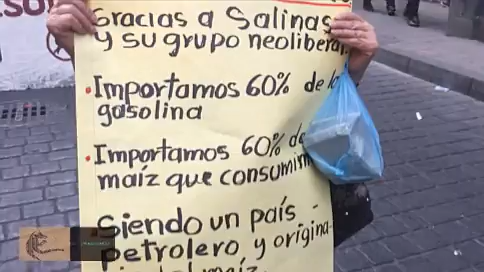 Gracias a Salinas
y su grupo neoliberal
• Importamos 60% de la
gasolina
• Importamos 60% de
maíz que consumim
Siendo un país -
petrolero y origina-